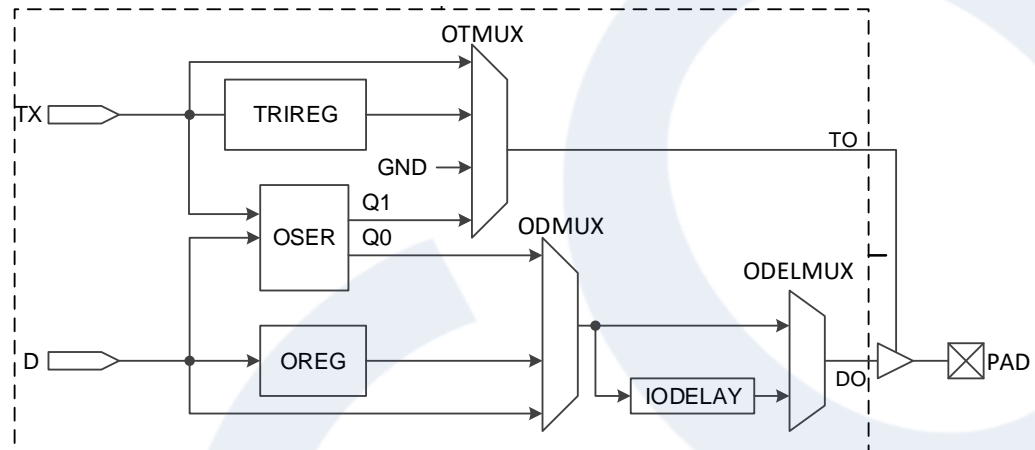 OTMUX
TX
TRIREG
TO
GND
Q1
OSER
Q0
ODMUX
ODELMUX
D
OREG
DO
PAD
IODELAY